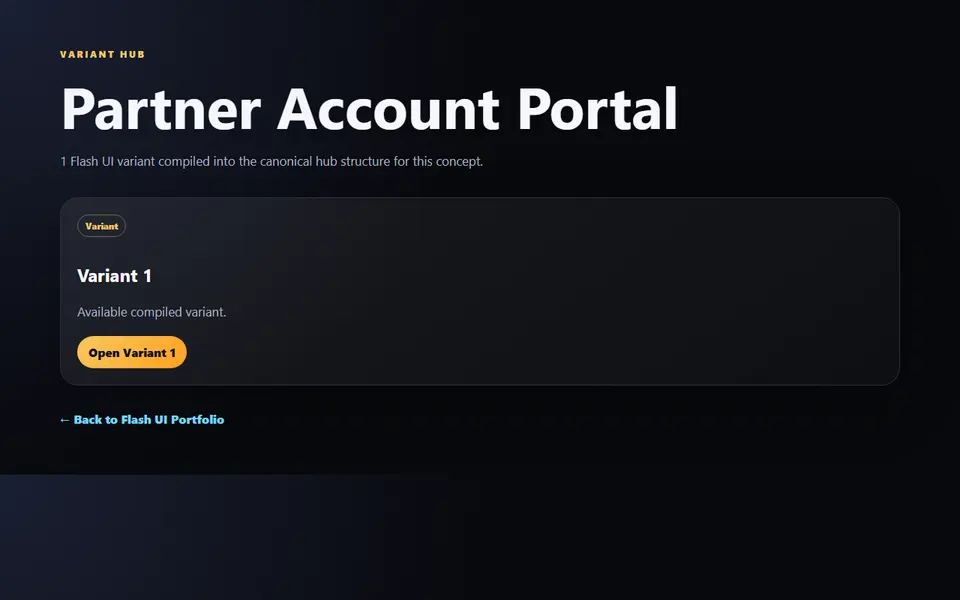 VARIANT HUB
Partner Account Portal
1 Flash UI variant compiled into the canonical hub structure for this concept.
Variant
Variant 1
Available compiled variant.
Open Variant 1
← Back to Flash UI Portfolio